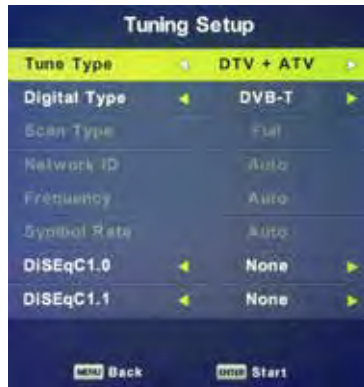 Tuning Setup
Tune Type DTV + ATV
Digital Type DVB-T
Scan Type Full
Network ID Auto
Frequency Auto
Symbol Rate Auto
DiSEqC1.0 None
DiSEqC1.1 None
MENU Back ENTER Start